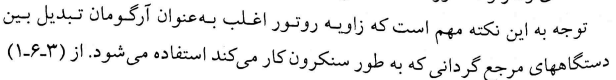 توجه به این نکته مهم است که زاویه روتور اغلب به‌عنوان آرگومان تبدیل بین
دستگاههای مرجع گردانی که به طور سنکرون کار می‌کند استفاده می‌شود. از (۳-۶-۱)